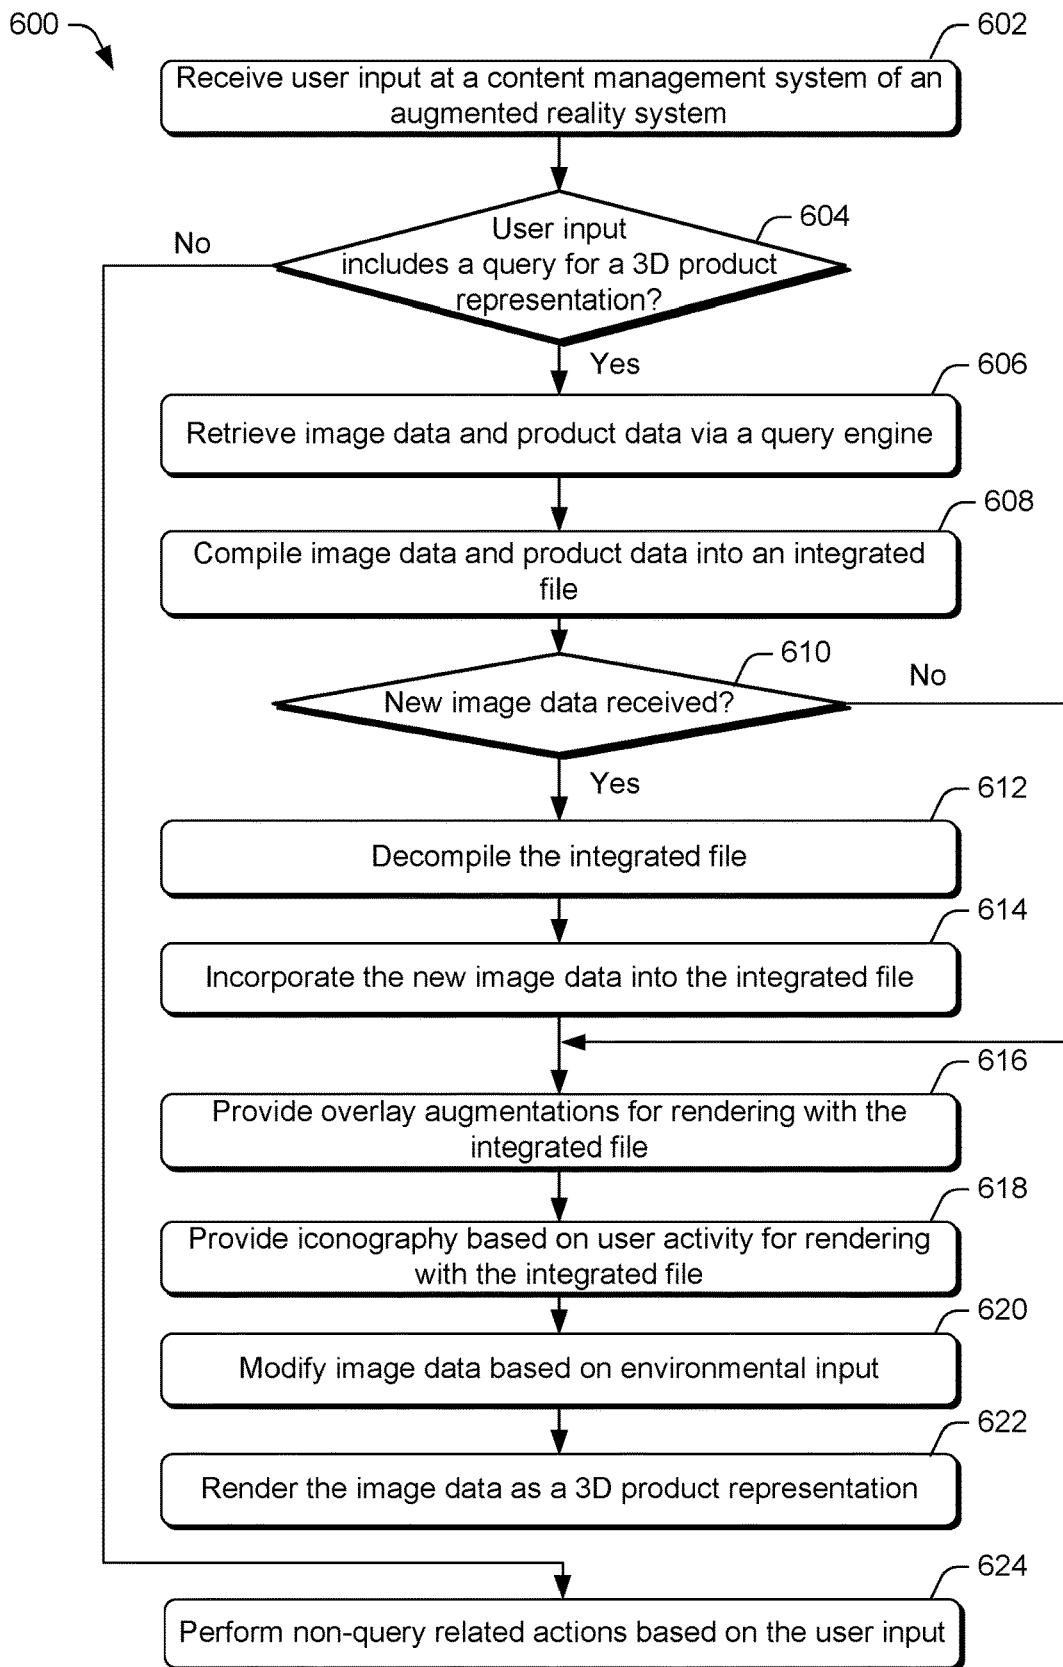 600
602
Receive user input at a content management system of an
augmented reality system
604
No
User input
includes a query for a 3D product
representation?
Yes
606
Retrieve image data and product data via a query engine
608
Compile image data and product data into an integrated
file
610
No
New image data received?
Yes
612
Decompile the integrated file
614
Incorporate the new image data into the integrated file
616
Provide overlay augmentations for rendering with the
integrated file
618
Provide iconography based on user activity for rendering
with the integrated file
620
Modify image data based on environmental input
622
Render the image data as a 3D product representation
624
Perform non-query related actions based on the user input